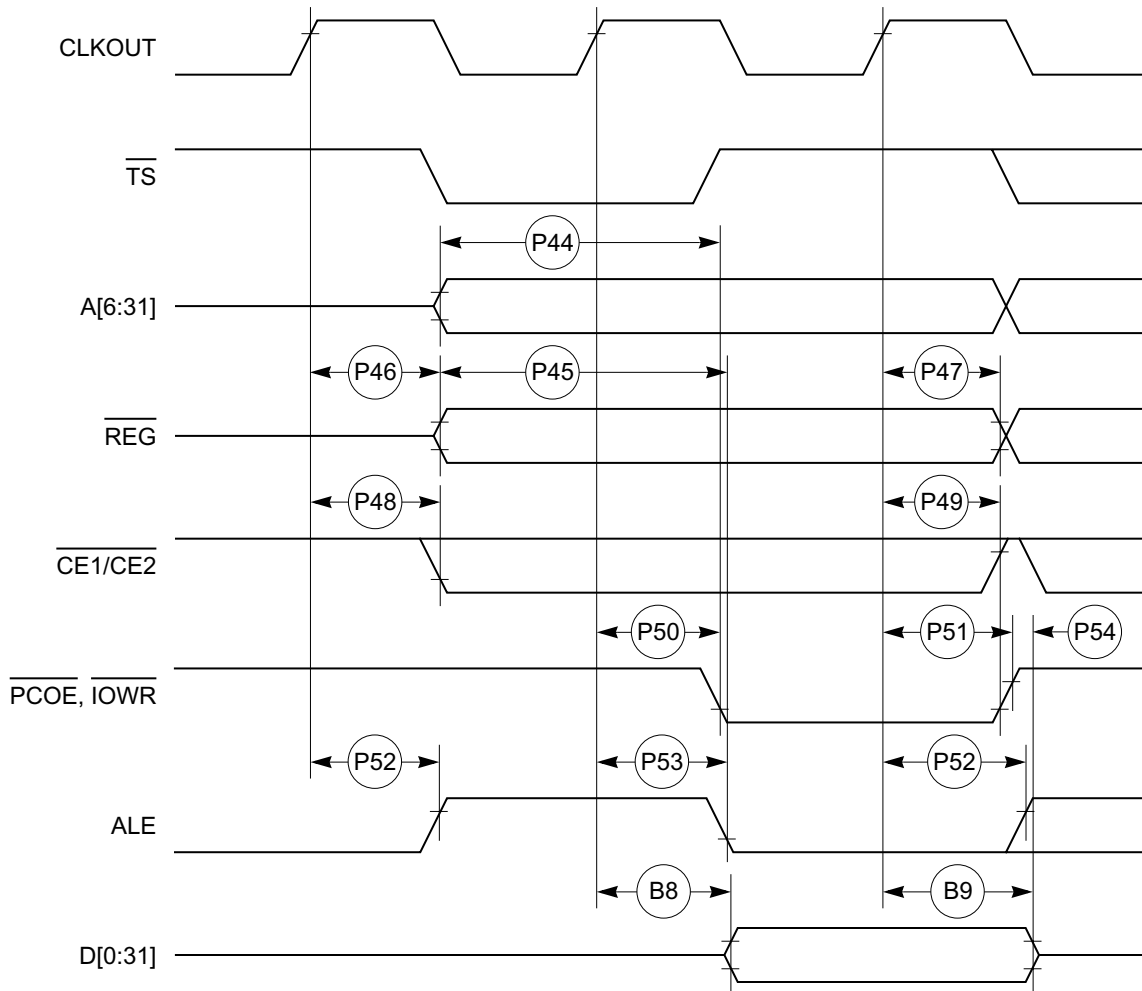 CLKOUT
TS
P44
A[6:31]
P46 P45 P47
REG
P48 P49
CE1/CE2
P50 P51 P54
PCOE, IOWR
P52 P53 P52
ALE
B8 B9
D[0:31]